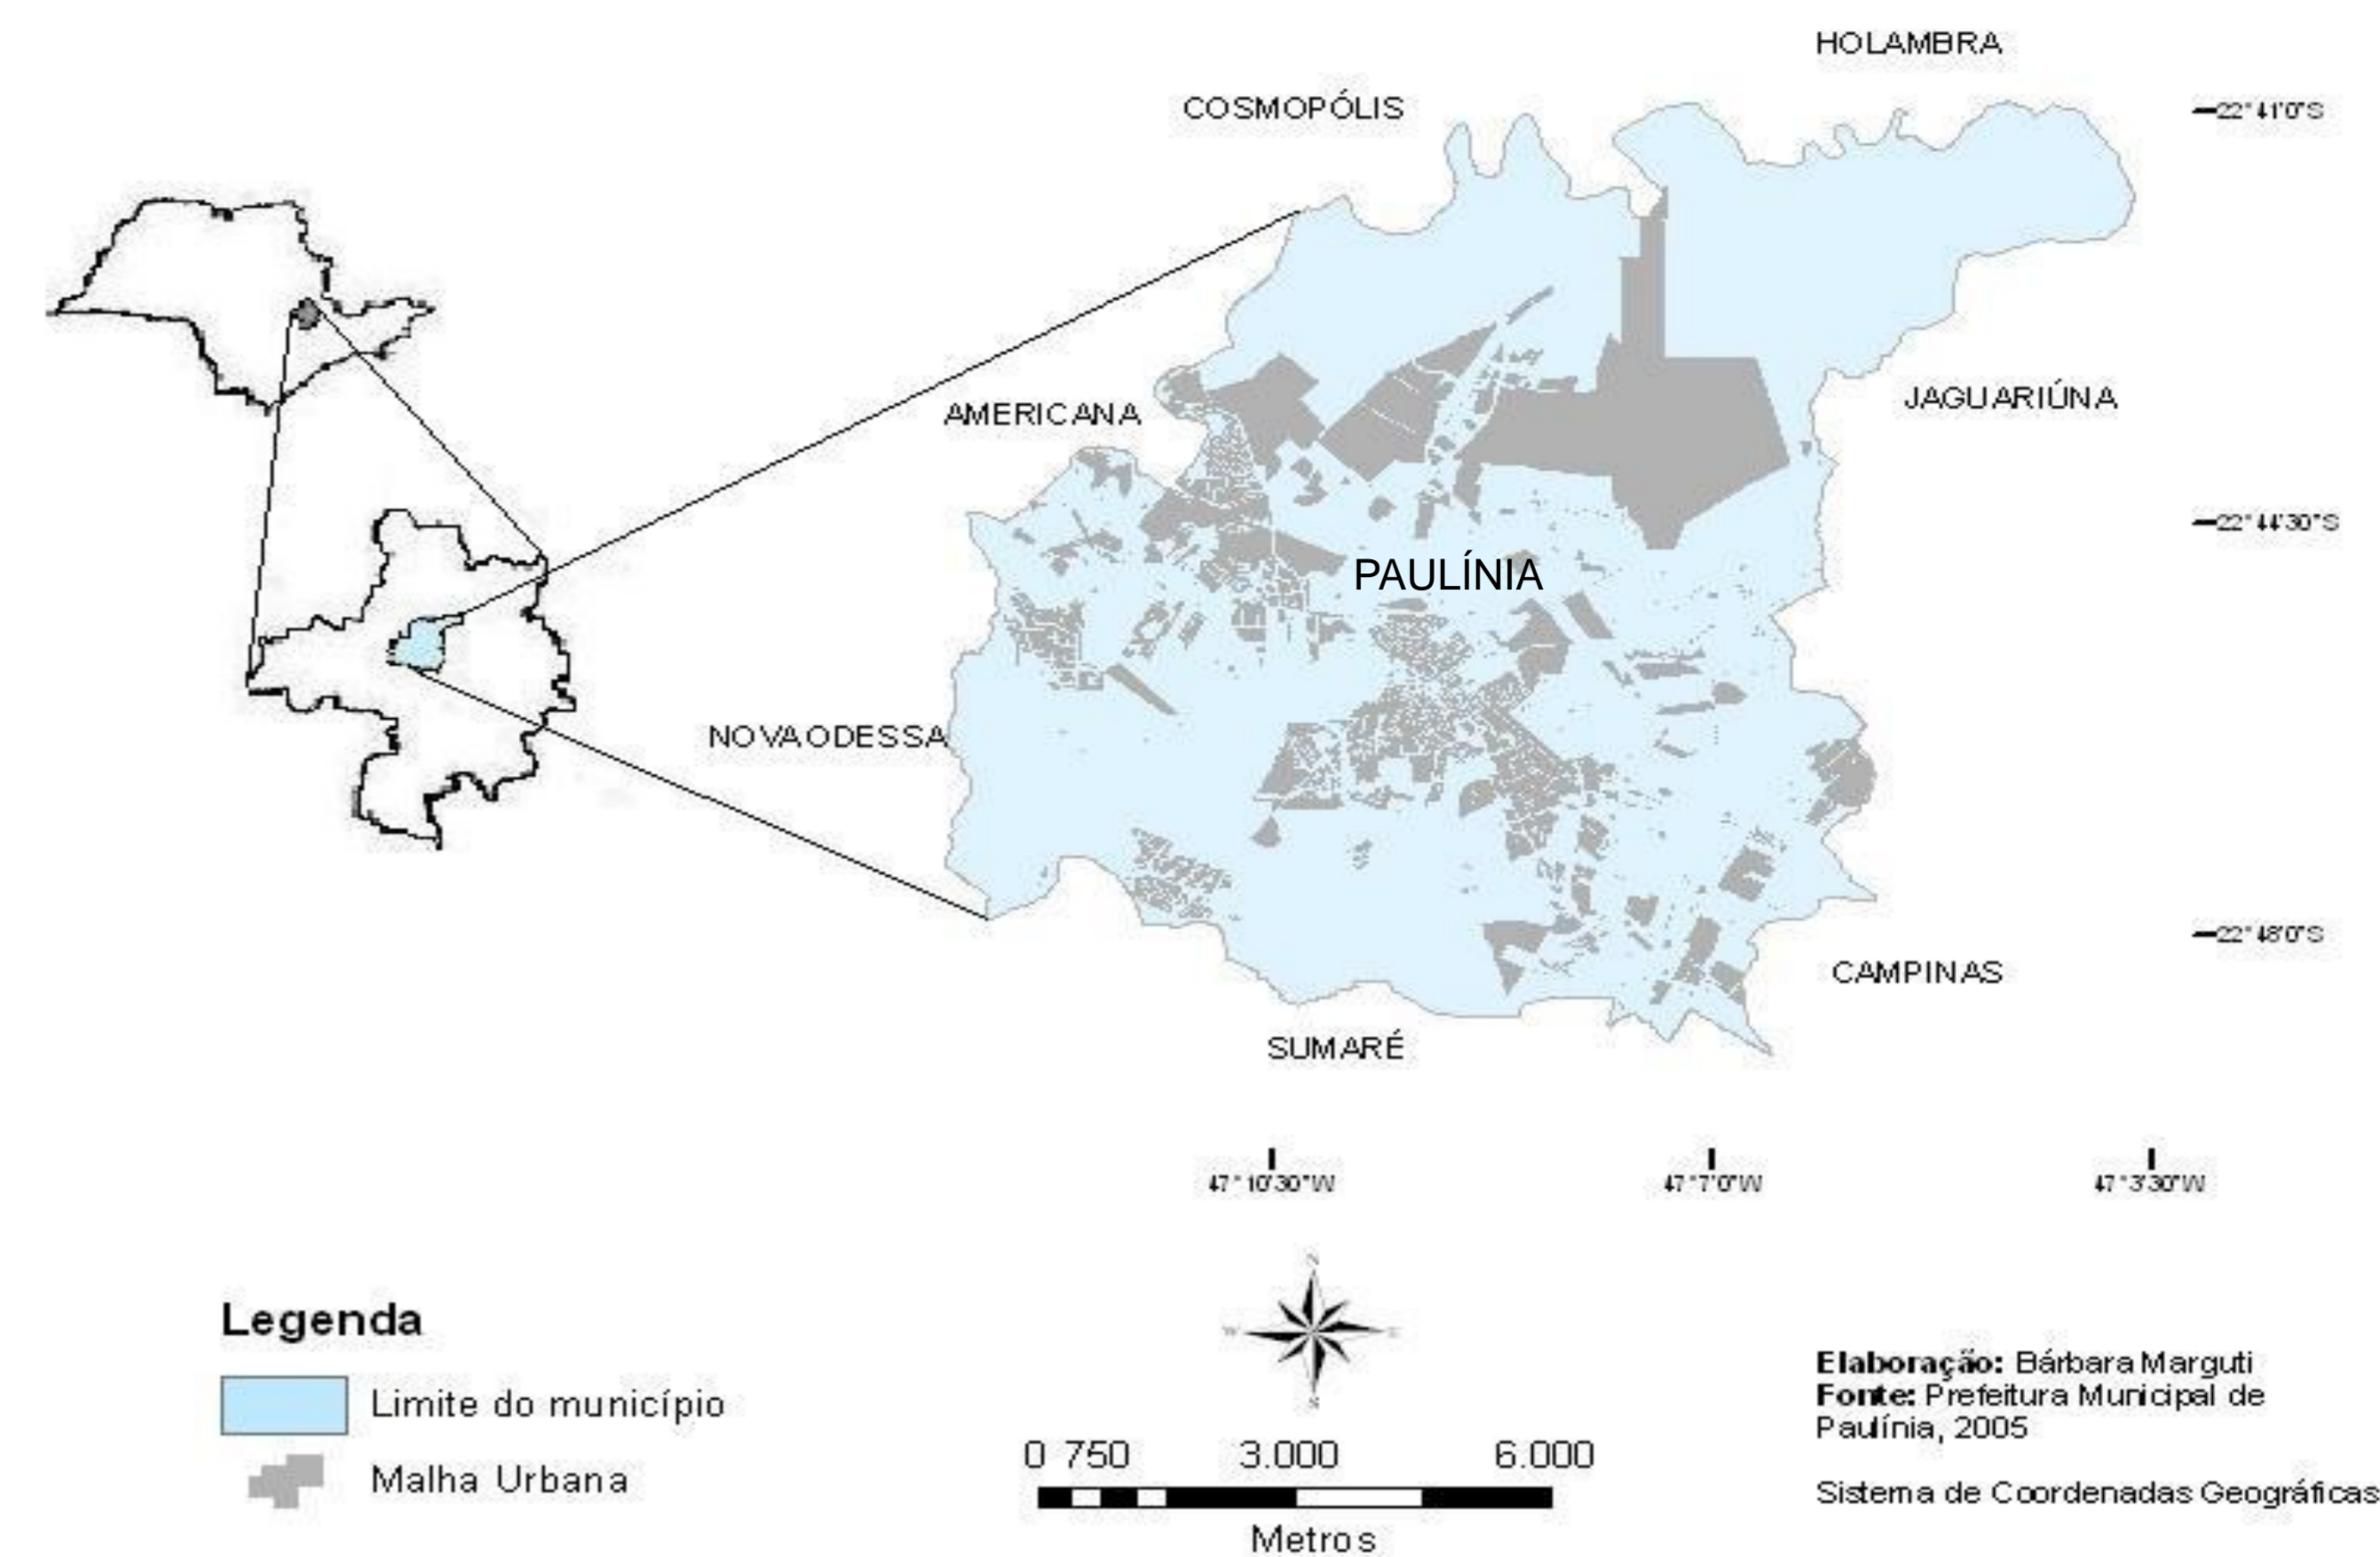 HOLAMBRA
COSMOPÓLIS
22°41'0"S
AMERICANA
JAGUARIÚNA
22°44'30"S
PAULÍNIA
NOVA ODESSA
22°48'0"S
CAMPINAS
SUMARÉ
47°10'30"W
47°7'0"W
47°3'30"W
N
W
E
S
Legenda
Limite do município
Malha Urbana
0 750 3.000 6.000
Metros
Elaboração: Bárbara Marguti
Fonte: Prefeitura Municipal de
Paulínia, 2005
Sistema de Coordenadas Geográficas